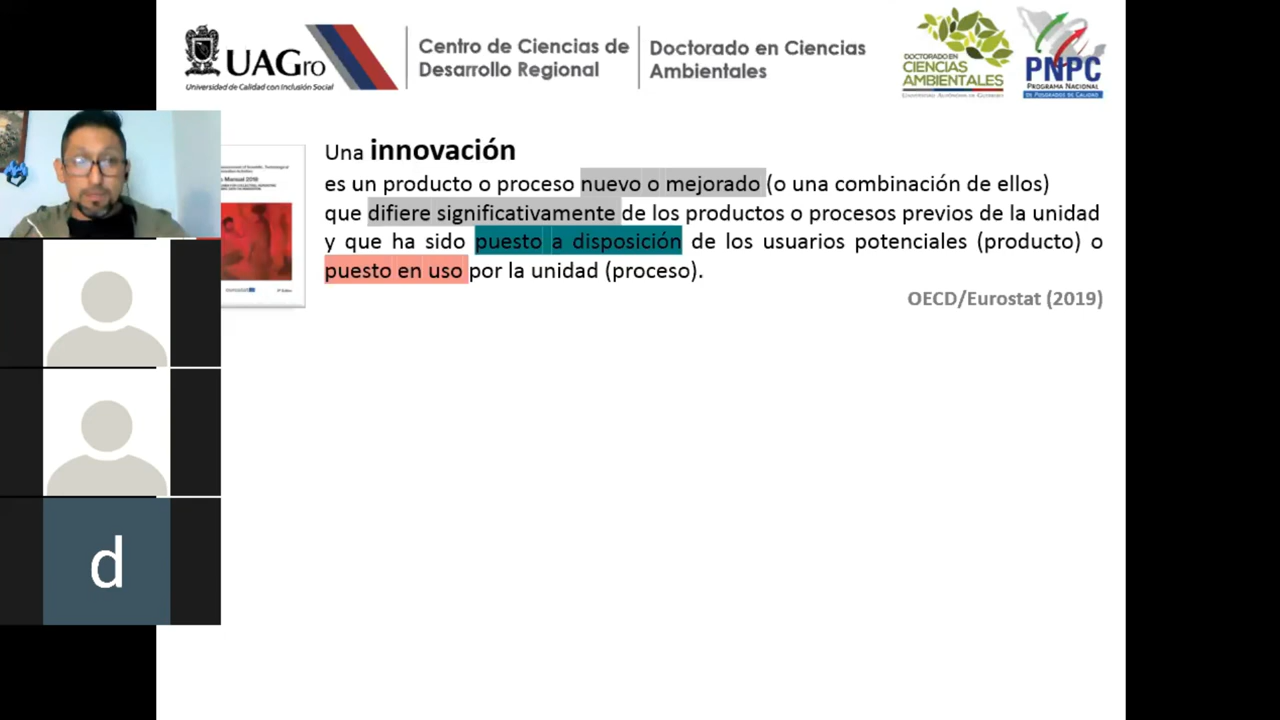 UAGro
Universidad de Calidad con Inclusión Social
Centro de Ciencias de
Desarrollo Regional
Doctorado en Ciencias
Ambientales
DOCTORADO EN
CIENCIAS
AMBIENTALES
PNPC
PROGRAMA NACIONAL
DE POSGRADOS DE CALIDAD
Manual 2018
Una innovación
es un producto o proceso nuevo o mejorado (o una combinación de ellos)
que difiere significativamente de los productos o procesos previos de la unidad
y que ha sido puesto a disposición de los usuarios potenciales (producto) o
puesto en uso por la unidad (proceso).
OECD/Eurostat (2019)
d